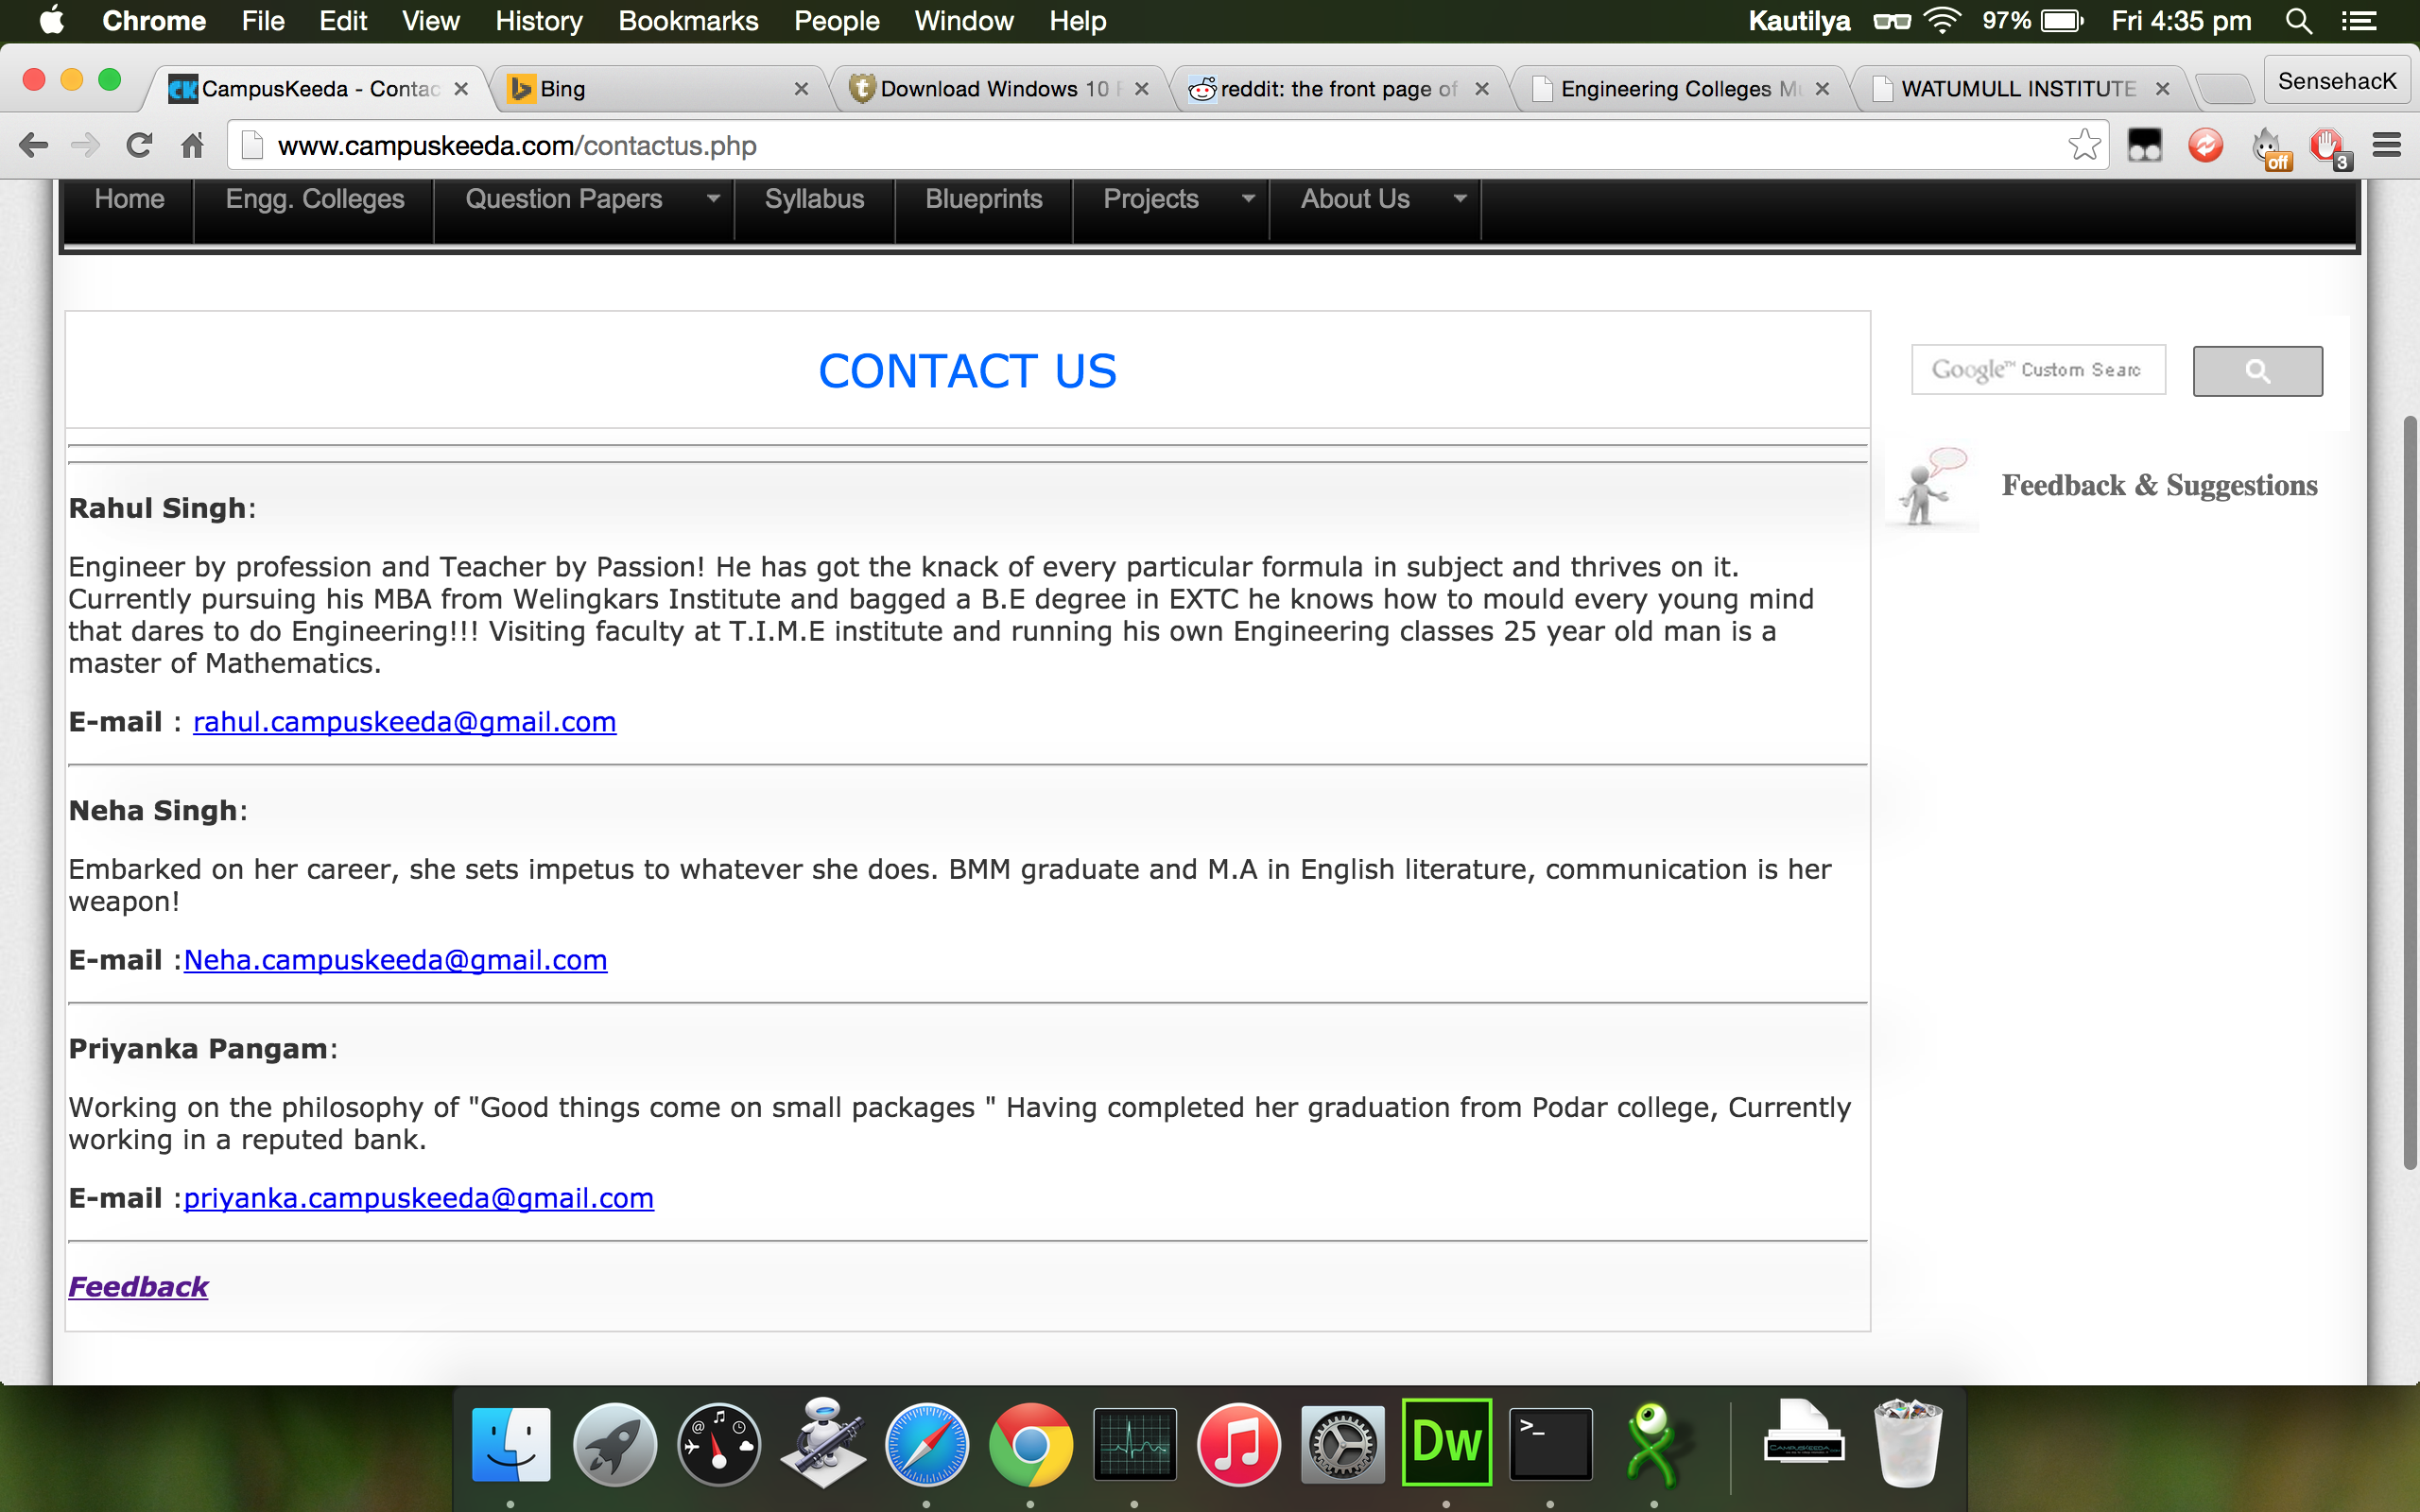 Chrome File Edit View History Bookmarks People Window Help Kautilya 97% Fri 4:35 pm
CampusKeeda - Contac Bing Download Windows 10 reddit: the front page of Engineering Colleges WATUMULL INSTITUTE SensehacK
www.campuskeeda.com/contactus.php off 3
Home Engg. Colleges Question Papers Syllabus Blueprints Projects About Us
CONTACT US
Google™ Custom Searc
Feedback & Suggestions
Rahul Singh:
Engineer by profession and Teacher by Passion! He has got the knack of every particular formula in subject and thrives on it.
Currently pursuing his MBA from Welingkars Institute and bagged a B.E degree in EXTC he knows how to mould every young mind
that dares to do Engineering!!! Visiting faculty at T.I.M.E institute and running his own Engineering classes 25 year old man is a
master of Mathematics.
E-mail : rahul.campuskeeda@gmail.com
Neha Singh:
Embarked on her career, she sets impetus to whatever she does. BMM graduate and M.A in English literature, communication is her
weapon!
E-mail :Neha.campuskeeda@gmail.com
Priyanka Pangam:
Working on the philosophy of "Good things come on small packages " Having completed her graduation from Podar college, Currently
working in a reputed bank.
E-mail :priyanka.campuskeeda@gmail.com
Feedback
Dw
>_